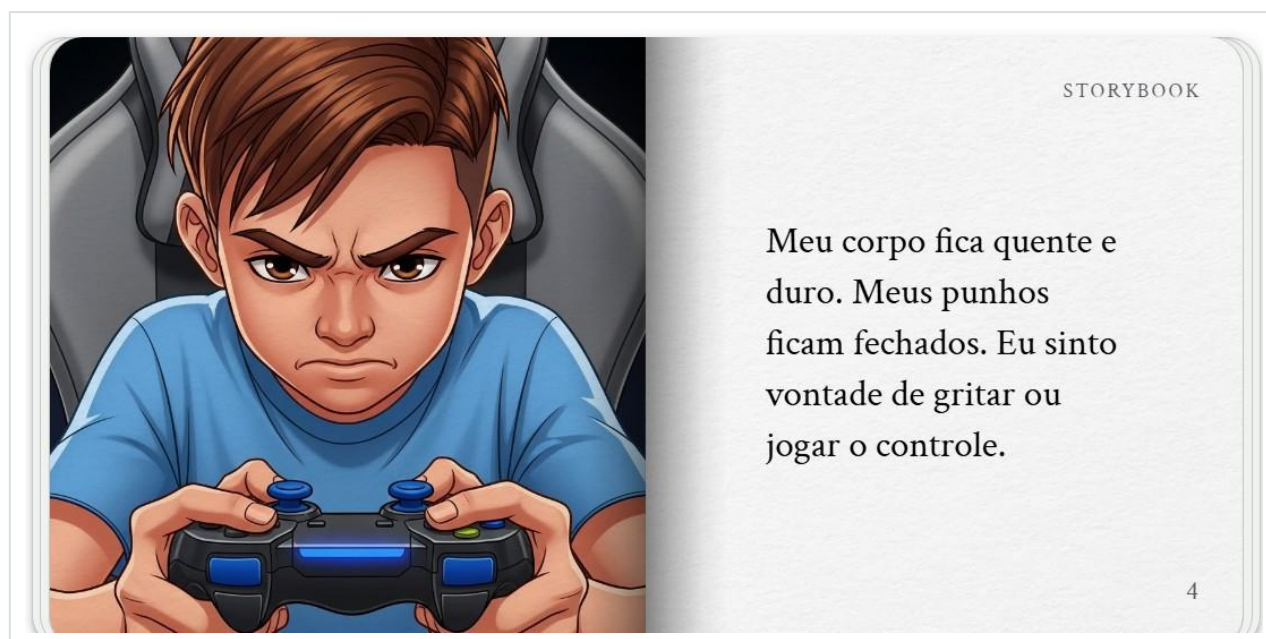 STORYBOOK
Meu corpo fica quente e
duro. Meus punhos
ficam fechados. Eu sinto
vontade de gritar ou
jogar o controle.
4